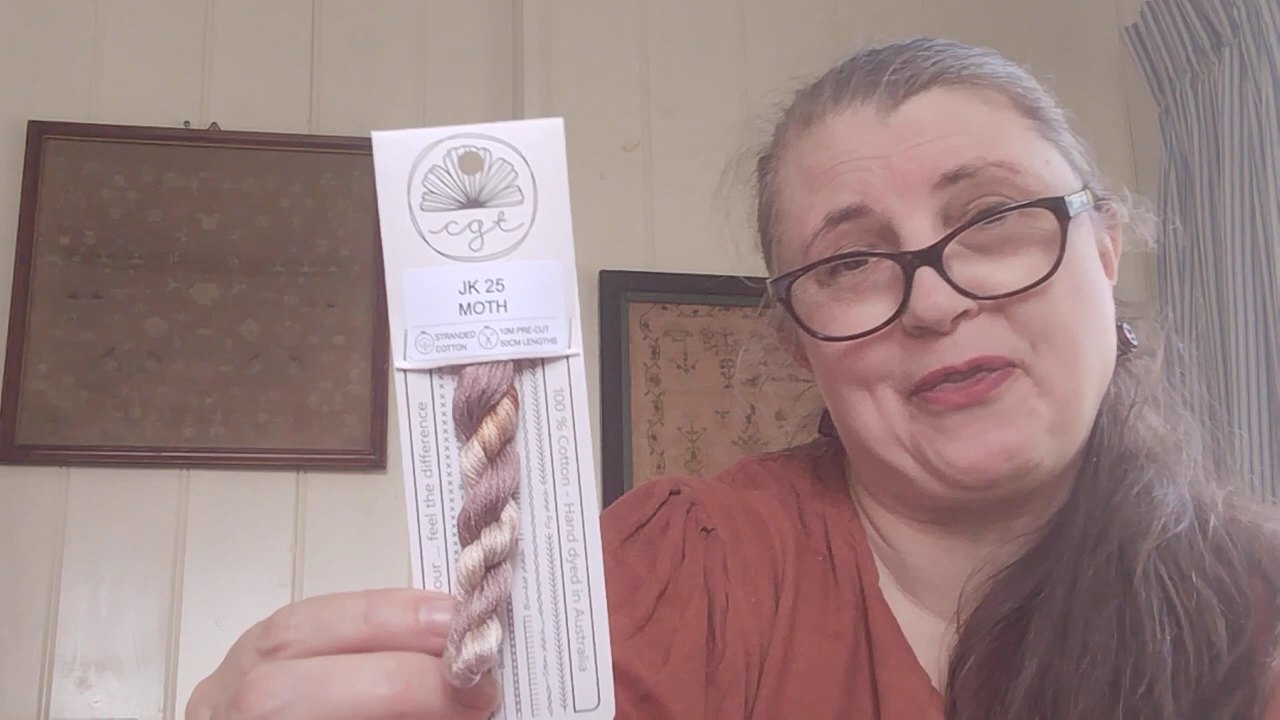 cgt
JK 25
MOTH
STRANDED
COTTON
10M PRE-CUT
50CM LENGTHS
our ... feel the difference
100 % Cotton - Hand dyed in Australia